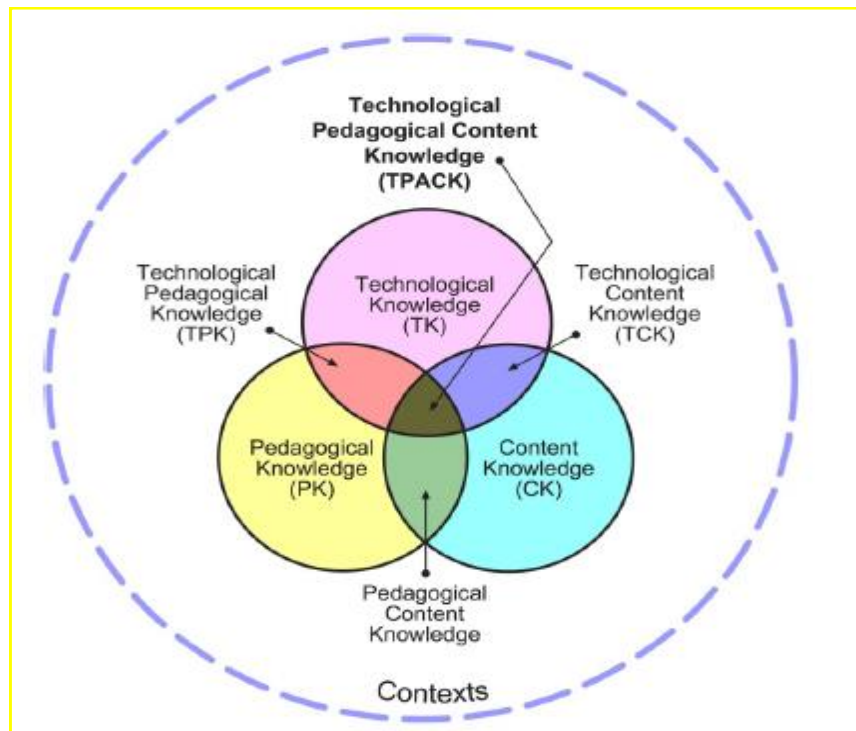 Technological
Pedagogical Content
Knowledge
(TPACK)
Technological
Pedagogical
Knowledge
(TPK)
Technological
Knowledge
(TK)
Technological
Content
Knowledge
(TCK)
Pedagogical
Knowledge
(PK)
Content
Knowledge
(CK)
Pedagogical
Content
Knowledge
Contexts